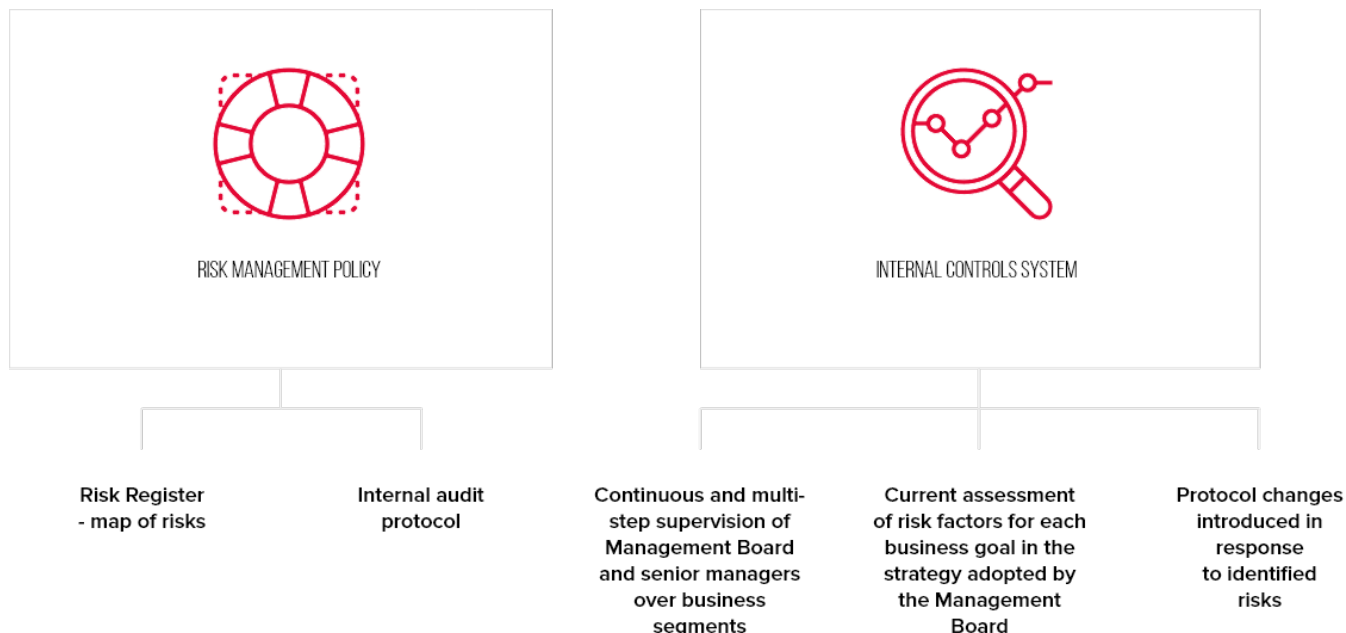 RISK MANAGEMENT POLICY
INTERNAL CONTROLS SYSTEM
Risk Register
- map of risks
Internal audit
protocol
Continuous and multi-
step supervision of
Management Board
and senior managers
over business
segments
Current assessment
of risk factors for each
business goal in the
strategy adopted by
the Management
Board
Protocol changes
introduced in
response
to identified
risks